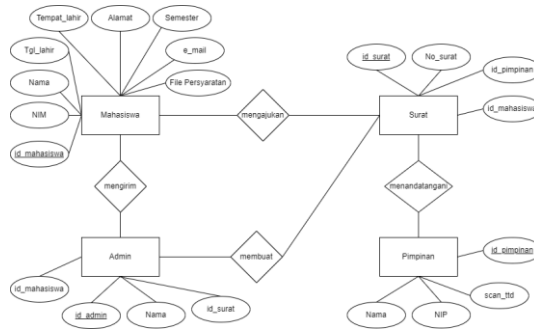 Tempat_lahir
Alamat
Semester
Tgl_lahir
e_mail
Nama
File Persyaratan
NIM
id_mahasiswa
Mahasiswa
mengajukan
id_surat
No_surat
id_pimpinan
id_mahasiswa
Surat
mengirim
menandatangani
Admin
membuat
Pimpinan
id_mahasiswa
id_admin
Nama
id_surat
id_pimpinan
scan_ttd
Nama
NIP